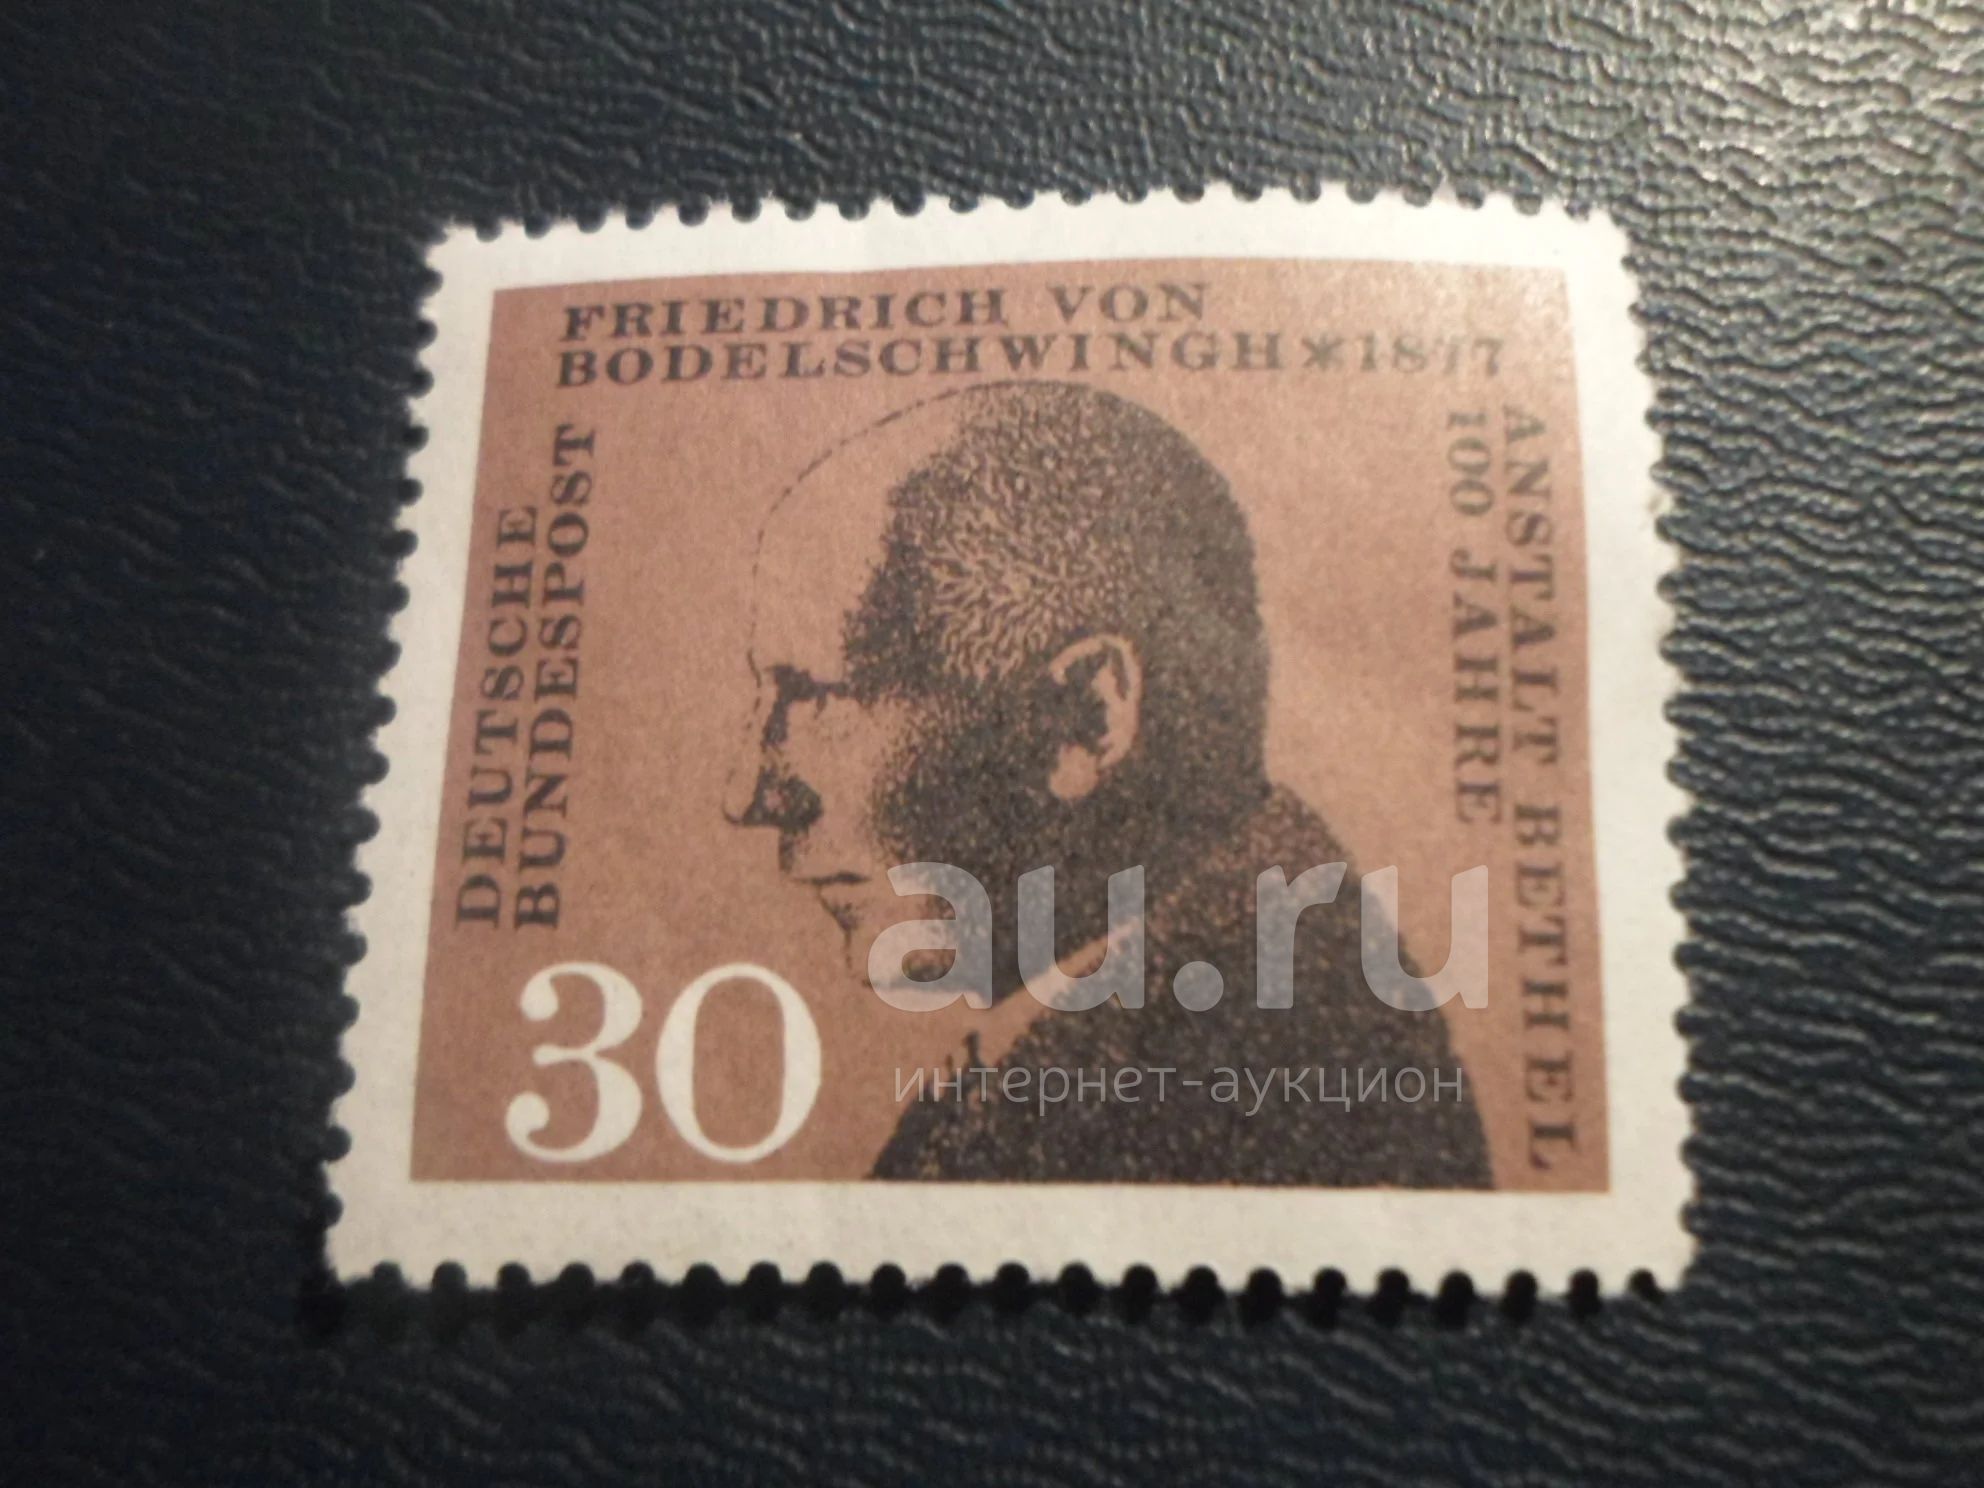 FRIEDRICH VON
BODELSCHWINGH*1877
DEUTSCHE
BUNDESPOST
ANSTALT BETHEL
100 JAHRE
30
au.ru
интернет-аукцион